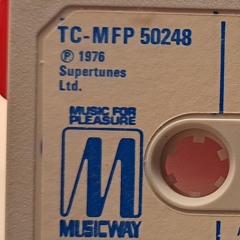 TC-MFP 50248
Ⓟ 1976
Supertunes
Ltd.
MUSIC FOR
PLEASURE
MUSICWAY